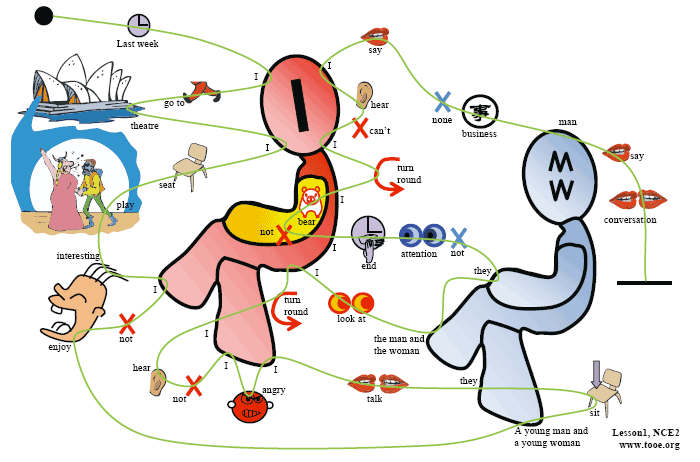 Last week
I
say
I
go to
hear
none
business
man
theatre
can't
I
I
say
seat
turn
round
M
W
play
bear
I
conversation
not
I
end
attention
not
interesting
they
I
I
turn
round
look at
not
I
the man and
the woman
enjoy
I
hear
not
I
I
angry
they
talk
sit
事
A young man and
a young woman
Lesson1, NCE2
www.tooe.org